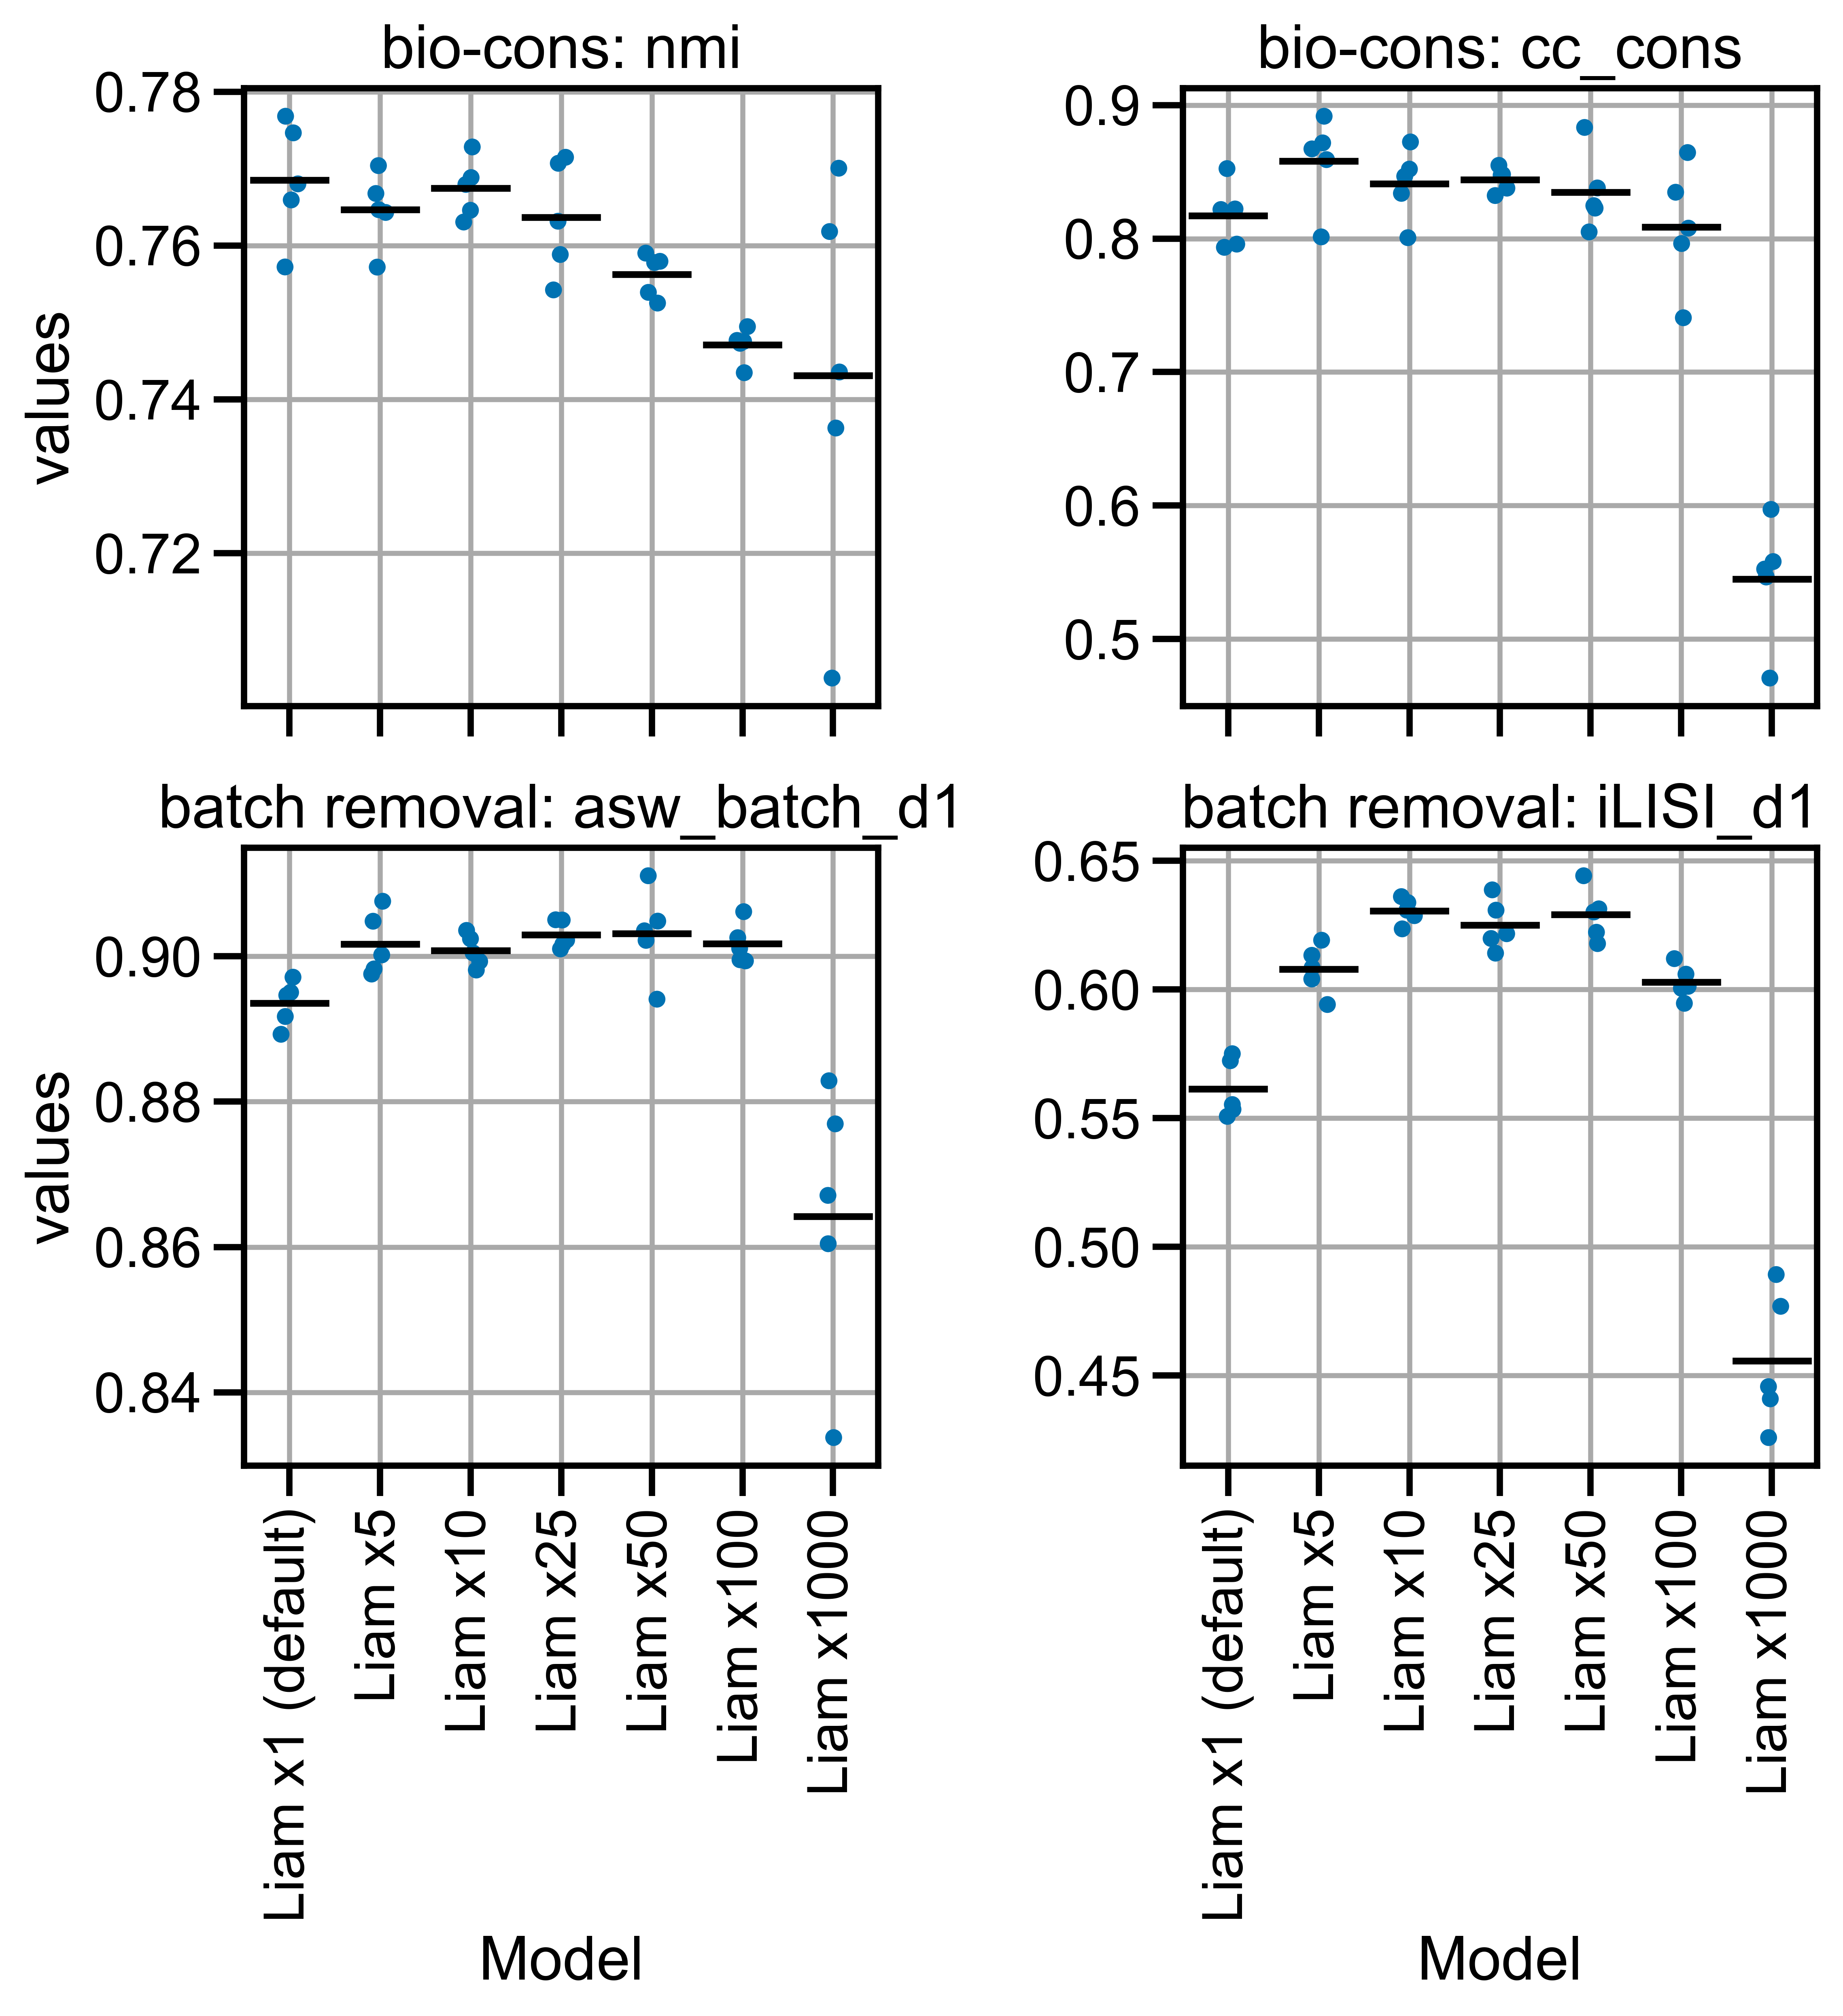 bio-cons: nmi
bio-cons: cc_cons
values
0.78
0.76
0.74
0.72
0.9
0.8
0.7
0.6
0.5
batch removal: asw_batch_d1
batch removal: iLISI_d1
values
0.90
0.88
0.86
0.84
0.65
0.60
0.55
0.50
0.45
Liam x1 (default)
Liam x5
Liam x10
Liam x25
Liam x50
Liam x100
Liam x1000
Liam x1 (default)
Liam x5
Liam x10
Liam x25
Liam x50
Liam x100
Liam x1000
Model
Model